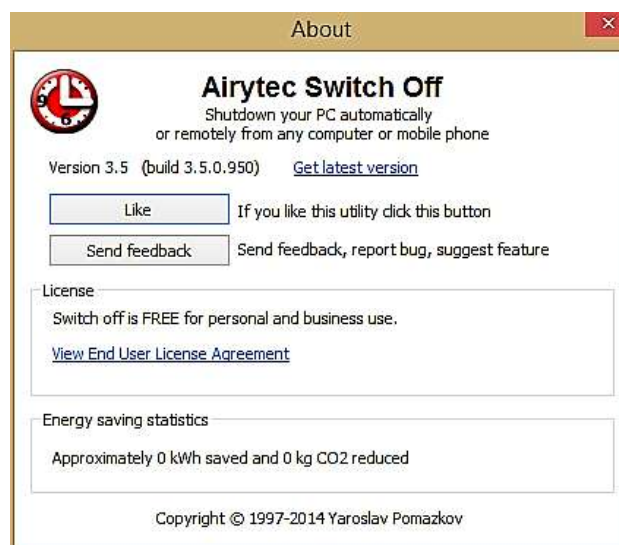 About
Airytec Switch Off
Shutdown your PC automatically
or remotely from any computer or mobile phone
Version 3.5 (build 3.5.0.950) Get latest version
Like If you like this utility click this button
Send feedback Send feedback, report bug, suggest feature
License
Switch off is FREE for personal and business use.
View End User License Agreement
Energy saving statistics
Approximately 0 kWh saved and 0 kg CO2 reduced
Copyright © 1997-2014 Yaroslav Pomazkov